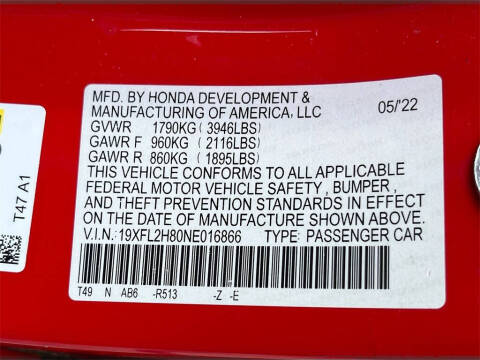 MFD. BY HONDA DEVELOPMENT &
MANUFACTURING OF AMERICA, LLC 05/'22
GVWR 1790KG(3946LBS)
GAWR F 960KG(2116LBS)
GAWR R 860KG(1895LBS)
THIS VEHICLE CONFORMS TO ALL APPLICABLE
FEDERAL MOTOR VEHICLE SAFETY , BUMPER ,
AND THEFT PREVENTION STANDARDS IN EFFECT
ON THE DATE OF MANUFACTURE SHOWN ABOVE.
V.I.N.:19XFL2H80NE016866 TYPE: PASSENGER CAR
T49 N AB6 -R513 -Z -E
T47 A1